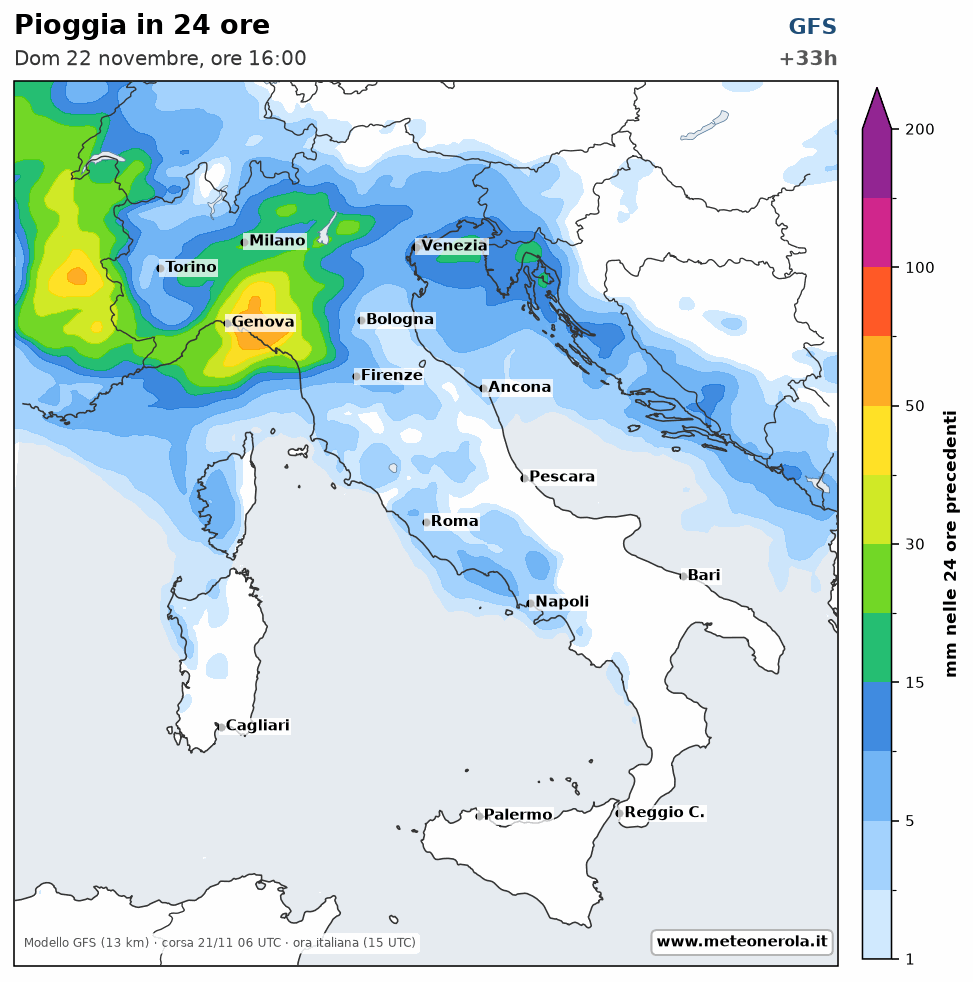 Pioggia in 24 ore
GFS
Dom 22 novembre, ore 16:00
+33h
Milano
Venezia
Torino
Genova
Bologna
Firenze
Ancona
Pescara
Roma
Bari
Napoli
Cagliari
Palermo
Reggio C.
200
100
50
30
15
5
1
mm nelle 24 ore precedenti
Modello GFS (13 km) · corsa 21/11 06 UTC · ora italiana (15 UTC)
www.meteonerola.it